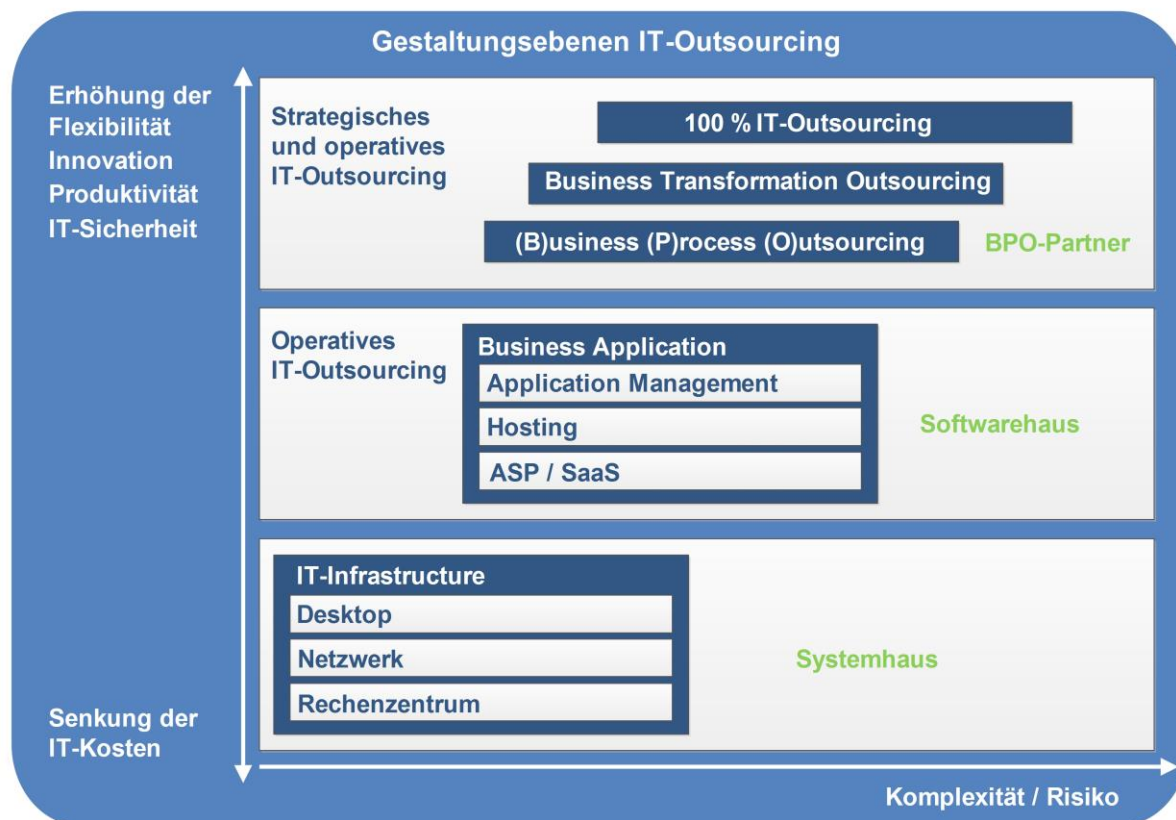 Gestaltungsebenen IT-Outsourcing
Erhöhung der
Flexibilität
Innovation
Produktivität
IT-Sicherheit
Strategisches
und operatives
IT-Outsourcing
100 % IT-Outsourcing
Business Transformation Outsourcing
(B)usiness (P)rocess (O)utsourcing
BPO-Partner
Operatives
IT-Outsourcing
Business Application
Application Management
Hosting
ASP / SaaS
Softwarehaus
IT-Infrastructure
Desktop
Netzwerk
Rechenzentrum
Systemhaus
Senkung der
IT-Kosten
Komplexität / Risiko